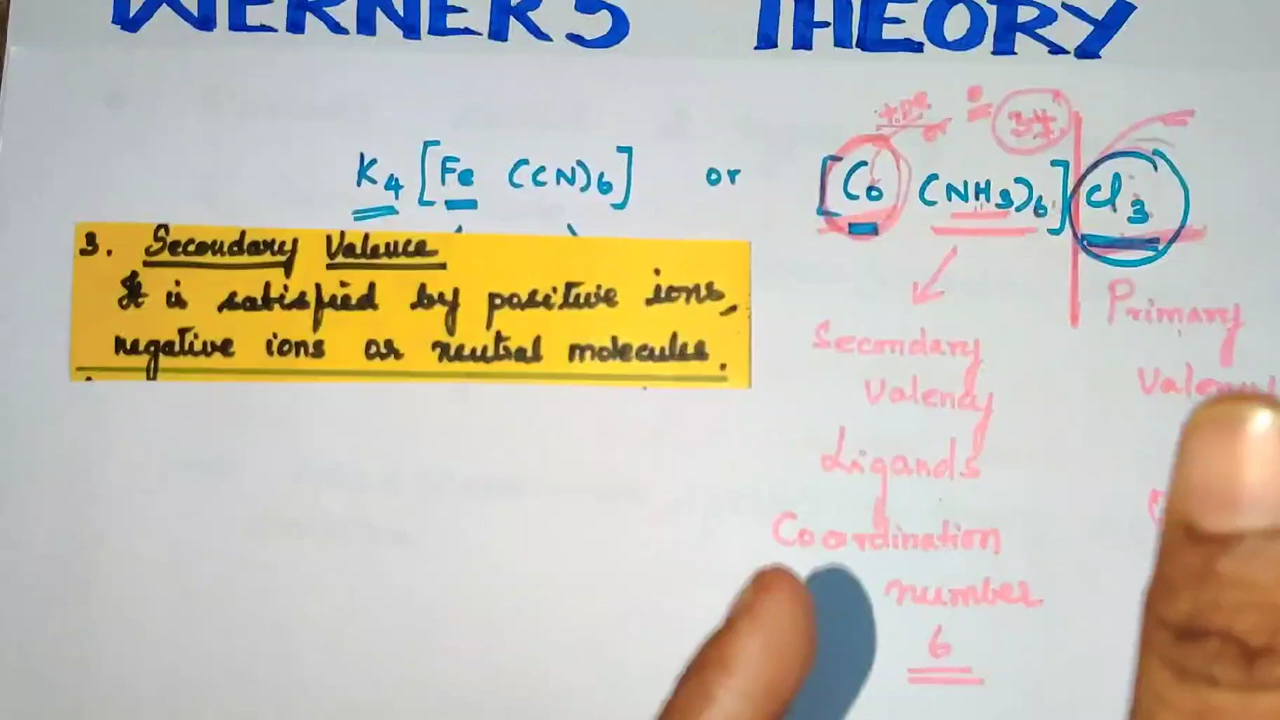 WERNER'S THEORY
K4 [Fe (CN)6] or [Co (NH3)6] Cl3
3+
+ve
or
3. Secondary Valence
It is satisfied by positive ions,
negative ions or neutral molecules.
Secondary
Valency
Ligands
Coordination
number
6
Primary